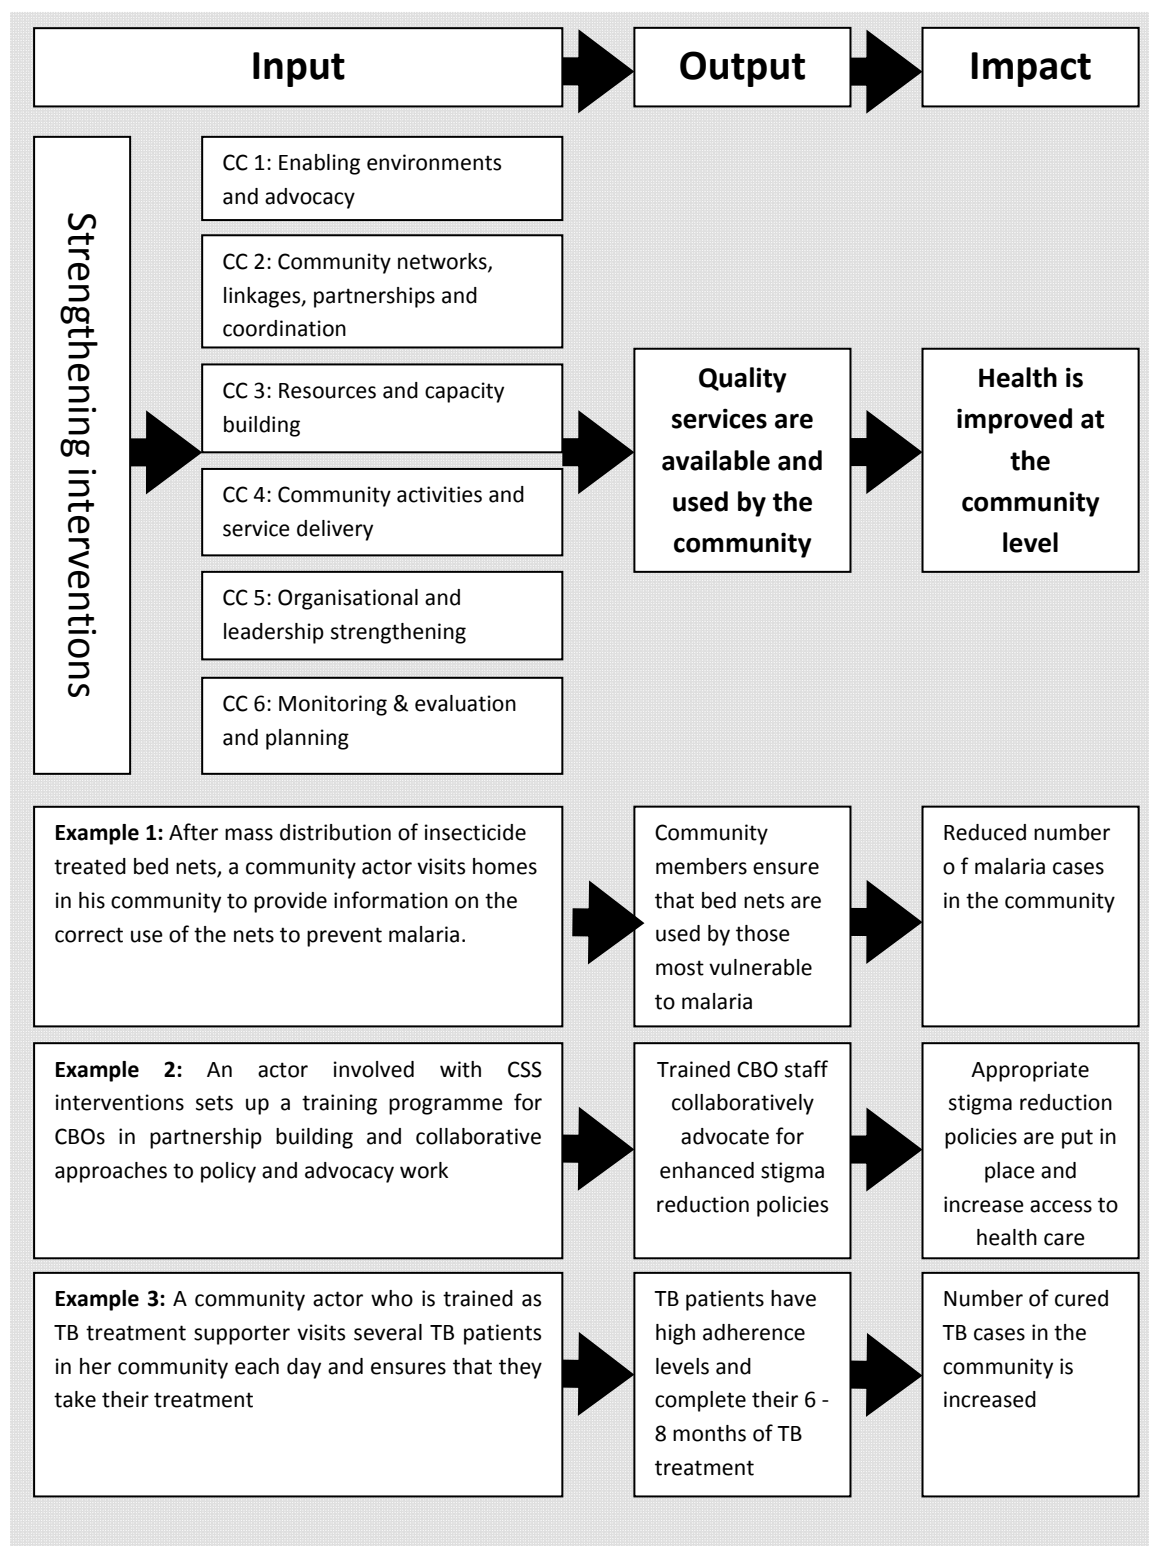 Input
Output
Impact
Strengthening interventions
CC 1: Enabling environments
and advocacy
CC 2: Community networks,
linkages, partnerships and
coordination
CC 3: Resources and capacity
building
CC 4: Community activities and
service delivery
CC 5: Organisational and
leadership strengthening
CC 6: Monitoring & evaluation
and planning
Quality
services are
available and
used by the
community
Health is
improved at
the
community
level
Example 1: After mass distribution of insecticide
treated bed nets, a community actor visits homes
in his community to provide information on the
correct use of the nets to prevent malaria.
Community
members ensure
that bed nets are
used by those
most vulnerable
to malaria
Reduced number
o f malaria cases
in the community
Example 2: An actor involved with CSS
interventions sets up a training programme for
CBOs in partnership building and collaborative
approaches to policy and advocacy work
Trained CBO staff
collaboratively
advocate for
enhanced stigma
reduction policies
Appropriate
stigma reduction
policies are put in
place and
increase access to
health care
Example 3: A community actor who is trained as
TB treatment supporter visits several TB patients
in her community each day and ensures that they
take their treatment
TB patients have
high adherence
levels and
complete their 6 -
8 months of TB
treatment
Number of cured
TB cases in the
community is
increased